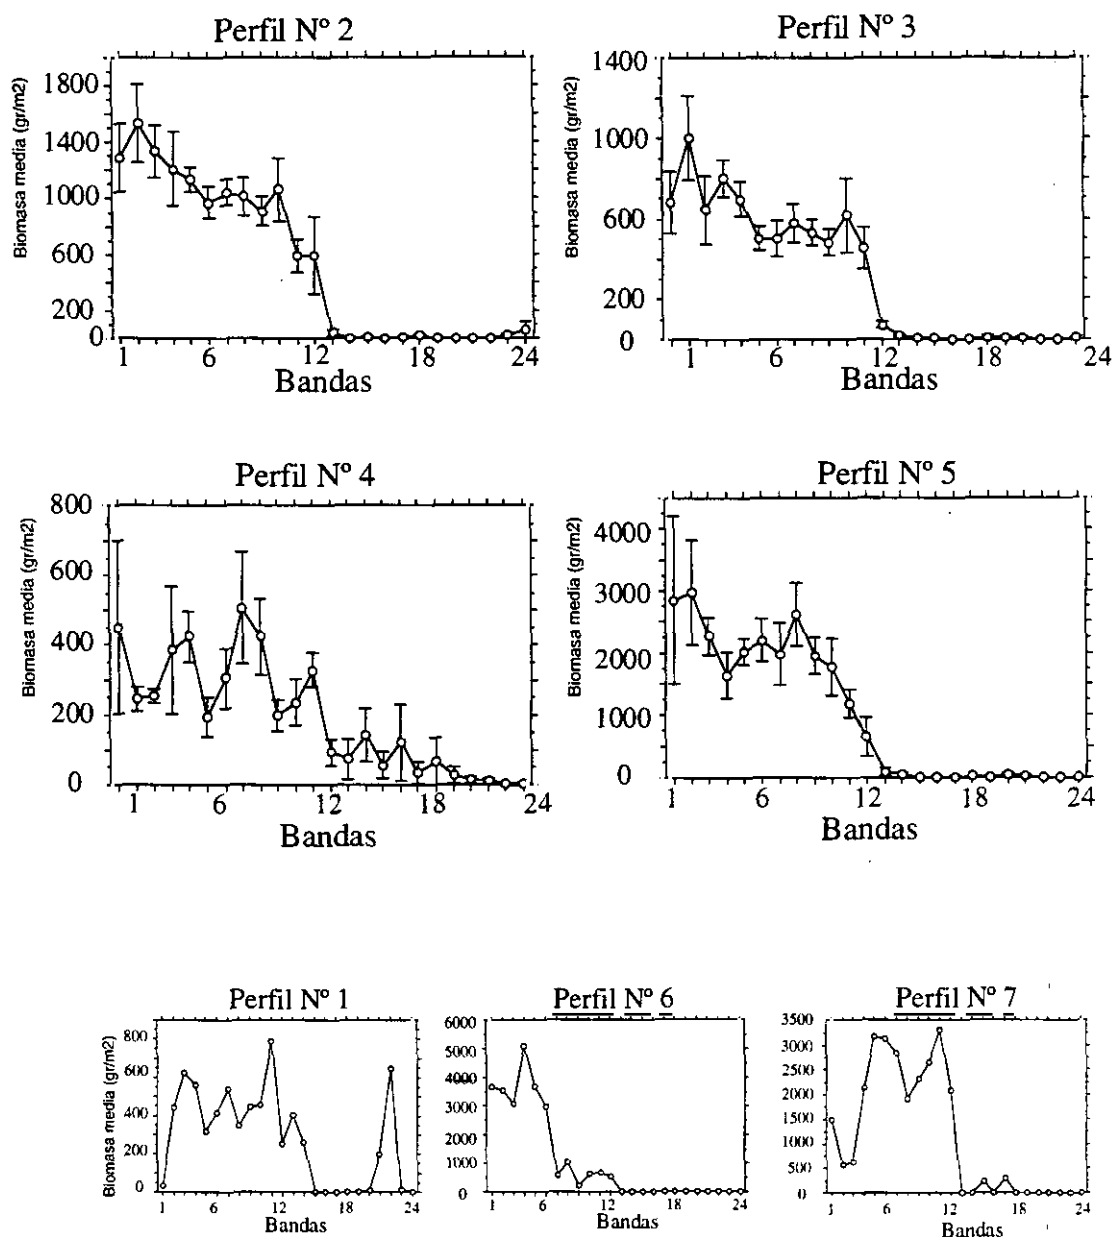 Perfil Nº 2
Biomasa media (gr/m2)
1800
1400
1000
600
200
0
1 6 12 18 24
Bandas
Perfil Nº 3
Biomasa media (gr/m2)
1400
1000
600
200
0
1 6 12 18 24
Bandas
Perfil Nº 4
Biomasa media (gr/m2)
800
600
400
200
0
1 6 12 18 24
Bandas
Perfil Nº 5
Biomasa media (gr/m2)
4000
3000
2000
1000
0
1 6 12 18 24
Bandas
Perfil Nº 1
Biomasa media (gr/m2)
800
600
400
200
0
1 6 12 18 24
Bandas
Perfil Nº 6
6000
5000
4000
3000
2000
1000
0
1 6 12 18 24
Bandas
Perfil Nº 7
3500
3000
2500
2000
1500
1000
500
0
1 6 12 18 24
Bandas